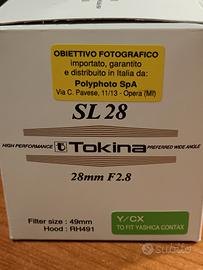 OBIETTIVO FOTOGRAFICO
importato, garantito
e distribuito in Italia da:
Polyphoto SpA
Via C. Pavese, 11/13 - Opera (MI)
SL 28
HIGH PERFORMANCE Tokina PREFERRED WIDE ANGLE
28mm F2.8
Filter size : 49mm
Hood : RH491
Y/CX
TO FIT YASHICA CONTAX
subito